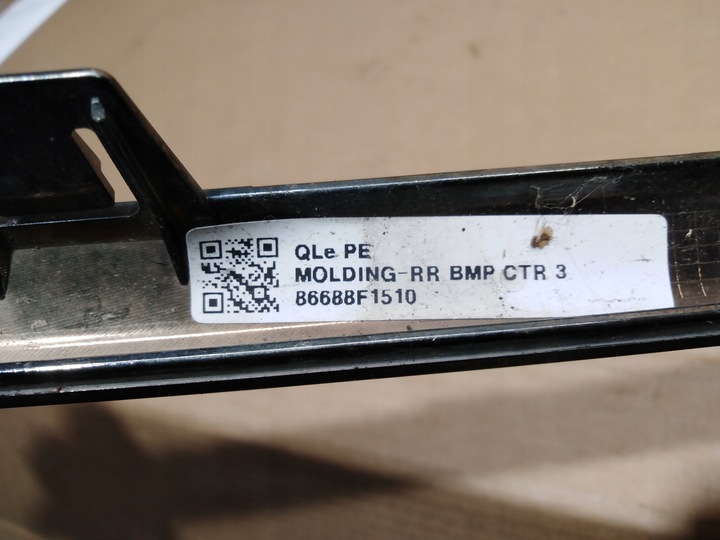 QLe PE
MOLDING-RR BMP CTR 3
86688F1510